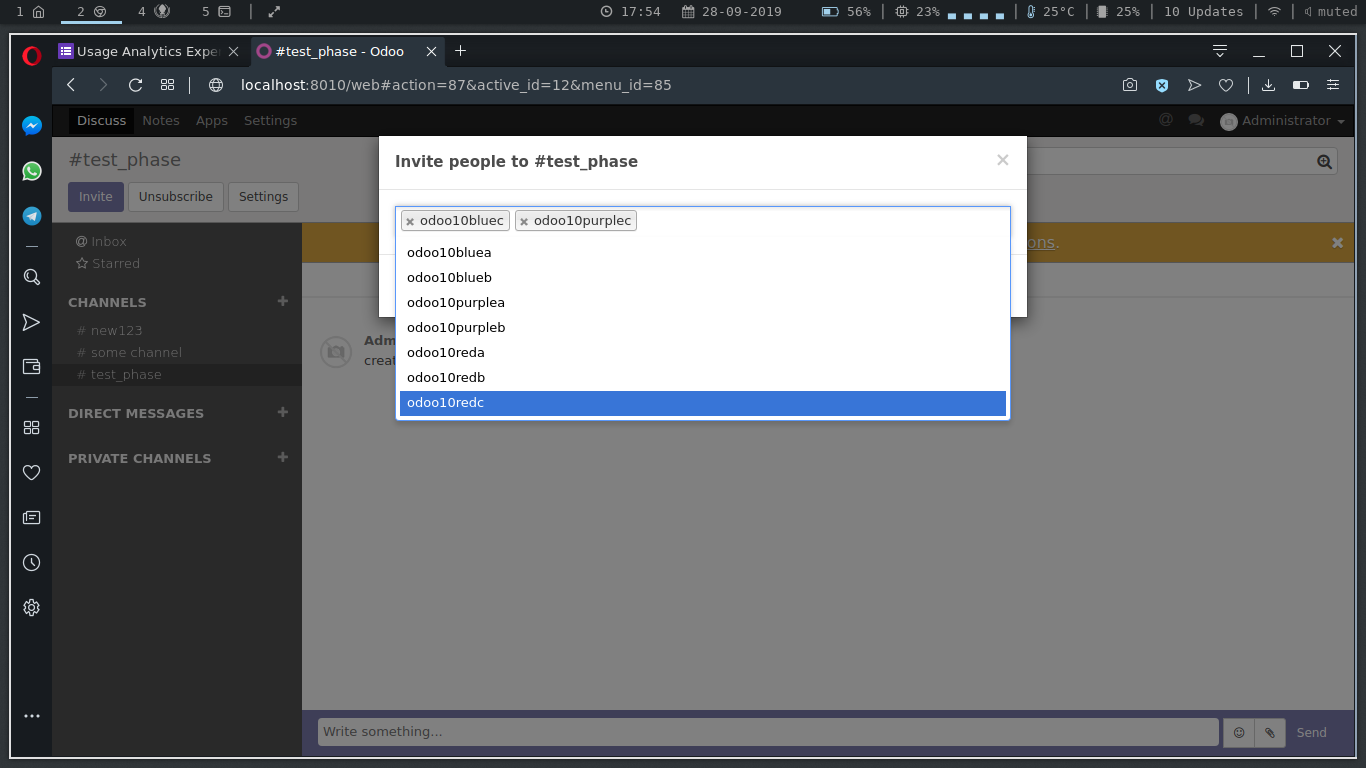 1 2 4 5 17:54 28-09-2019 56% 23% 25°C 25% 10 Updates muted
Usage Analytics Expe #test_phase - Odoo
localhost:8010/web#action=87&active_id=12&menu_id=85
Discuss Notes Apps Settings @ Administrator
#test_phase
Invite Unsubscribe Settings
Invite people to #test_phase ×
× odoo10bluec × odoo10purplec
ons.
odoo10bluea
odoo10blueb
odoo10purplea
odoo10purpleb
odoo10reda
odoo10redb
odoo10redc
@ Inbox
Starred
CHANNELS +
# new123
# some channel
# test_phase
DIRECT MESSAGES +
PRIVATE CHANNELS +
Adm
creat
Write something... Send